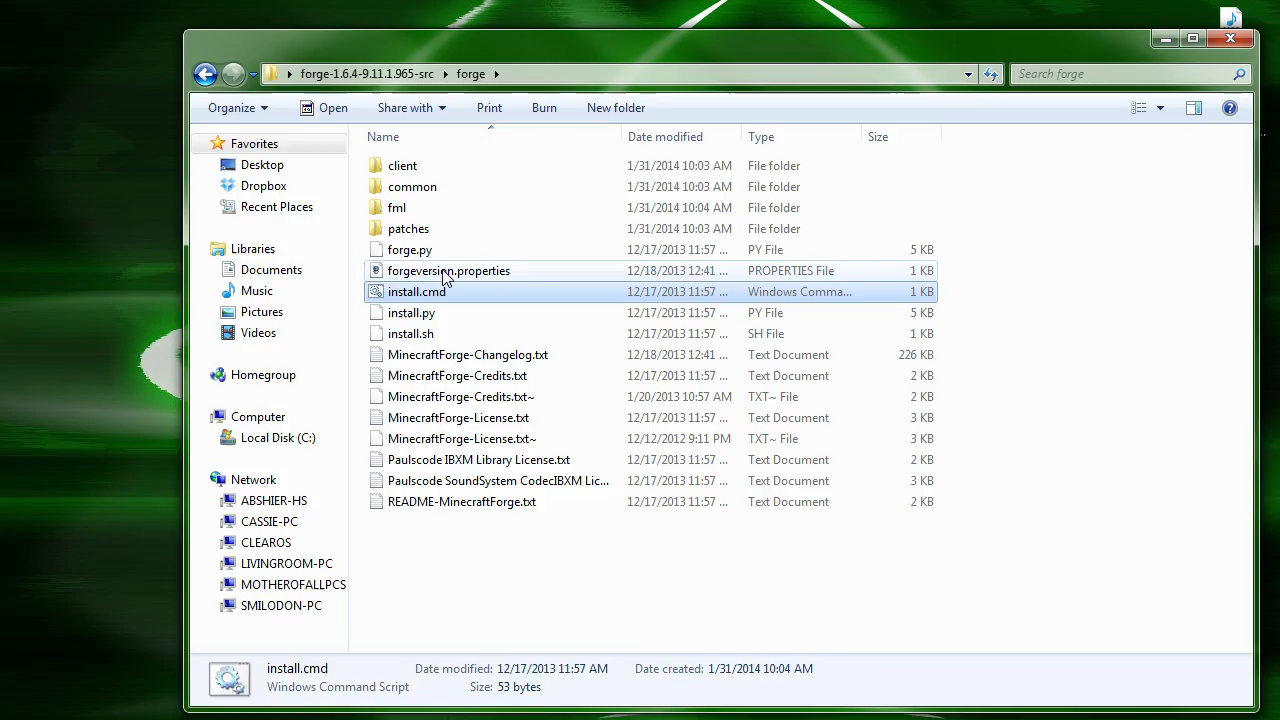 forge-1.6.4-9.11.1.965-src
forge
Search forge
Organize
Open
Share with
Print
Burn
New folder
Name
Date modified
Type
Size
Favorites
Desktop
Dropbox
Recent Places
Libraries
Documents
Music
Pictures
Videos
Homegroup
Computer
Local Disk (C:)
Network
ABSHIER-HS
CASSIE-PC
CLEAROS
LIVINGROOM-PC
MOTHEROFALLPCS
SMILODON-PC
client 1/31/2014 10:03 AM File folder
common 1/31/2014 10:03 AM File folder
fml 1/31/2014 10:04 AM File folder
patches 1/31/2014 10:03 AM File folder
forge.py 12/17/2013 11:57 ... PY File 5 KB
forgeversion.properties 12/18/2013 12:41 ... PROPERTIES File 1 KB
install.cmd 12/17/2013 11:57 ... Windows Comma... 1 KB
install.py 12/17/2013 11:57 ... PY File 5 KB
install.sh 12/17/2013 11:57 ... SH File 1 KB
MinecraftForge-Changelog.txt 12/18/2013 12:41 ... Text Document 226 KB
MinecraftForge-Credits.txt 12/17/2013 11:57 ... Text Document 2 KB
MinecraftForge-Credits.txt~ 1/20/2013 10:57 AM TXT~ File 2 KB
MinecraftForge-License.txt 12/17/2013 11:57 ... Text Document 3 KB
MinecraftForge-License.txt~ 12/12/2012 9:11 PM TXT~ File 3 KB
Paulscode IBXM Library License.txt 12/17/2013 11:57 ... Text Document 2 KB
Paulscode SoundSystem CodecIBXM Lic... 12/17/2013 11:57 ... Text Document 3 KB
README-MinecraftForge.txt 12/17/2013 11:57 ... Text Document 2 KB
install.cmd Date modified: 12/17/2013 11:57 AM Date created: 1/31/2014 10:04 AM
Windows Command Script Size: 53 bytes